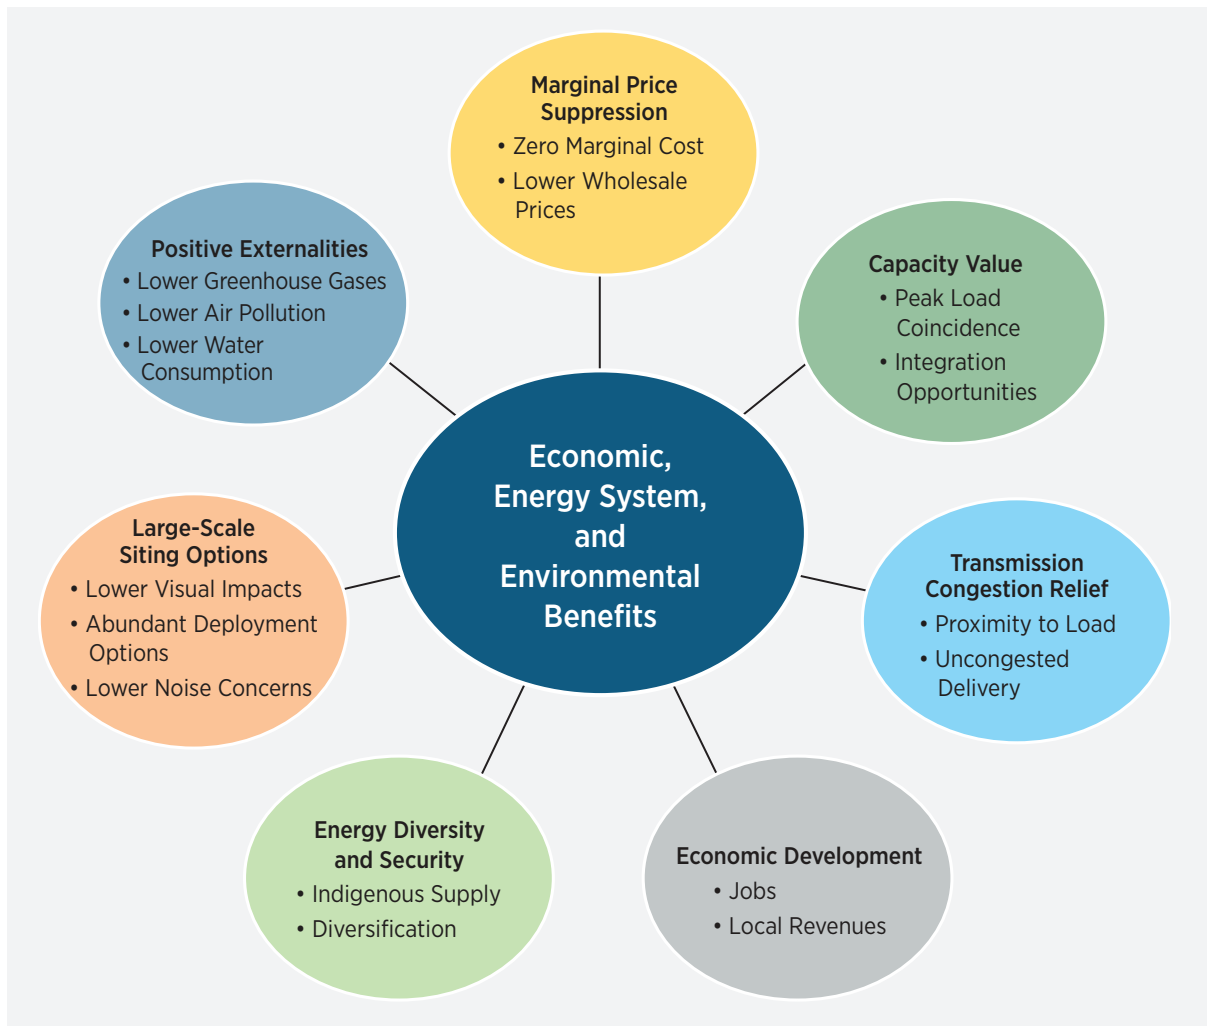 Marginal Price
Suppression
• Zero Marginal Cost
• Lower Wholesale
Prices
Capacity Value
• Peak Load
Coincidence
• Integration
Opportunities
Transmission
Congestion Relief
• Proximity to Load
• Uncongested
Delivery
Economic Development
• Jobs
• Local Revenues
Energy Diversity
and Security
• Indigenous Supply
• Diversification
Large-Scale
Siting Options
• Lower Visual Impacts
• Abundant Deployment
Options
• Lower Noise Concerns
Positive Externalities
• Lower Greenhouse Gases
• Lower Air Pollution
• Lower Water
Consumption
Economic,
Energy System,
and
Environmental
Benefits